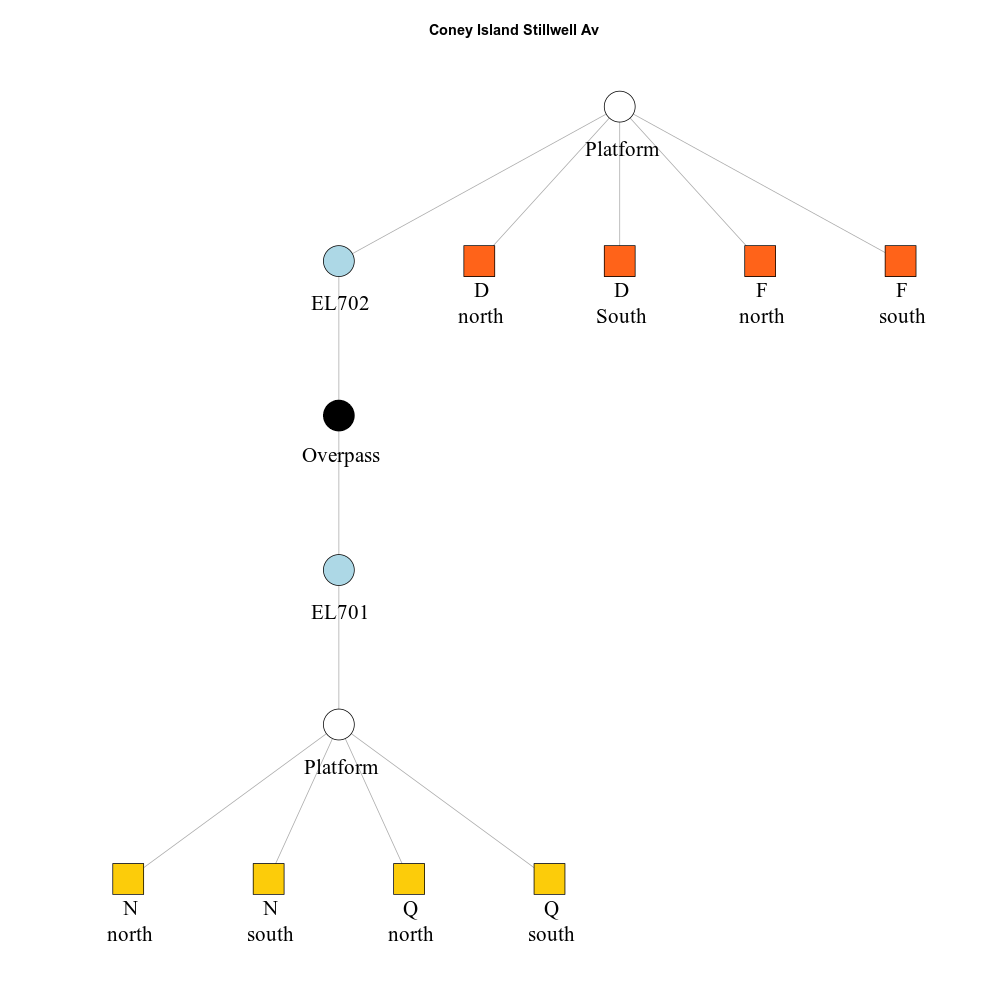 Coney Island Stillwell Av
Platform
EL702
D
north
D
South
F
north
F
south
Overpass
EL701
Platform
N
north
N
south
Q
north
Q
south